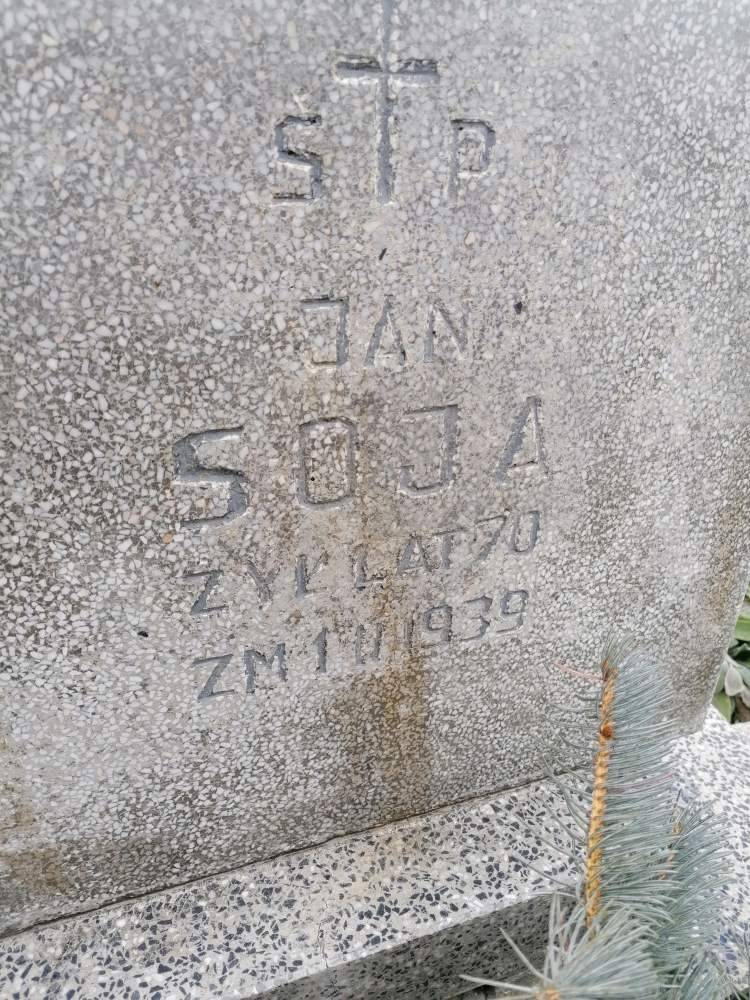 Ś P
JAN
SOJA
ŻYŁ LAT 70
ZM 1 II 1939